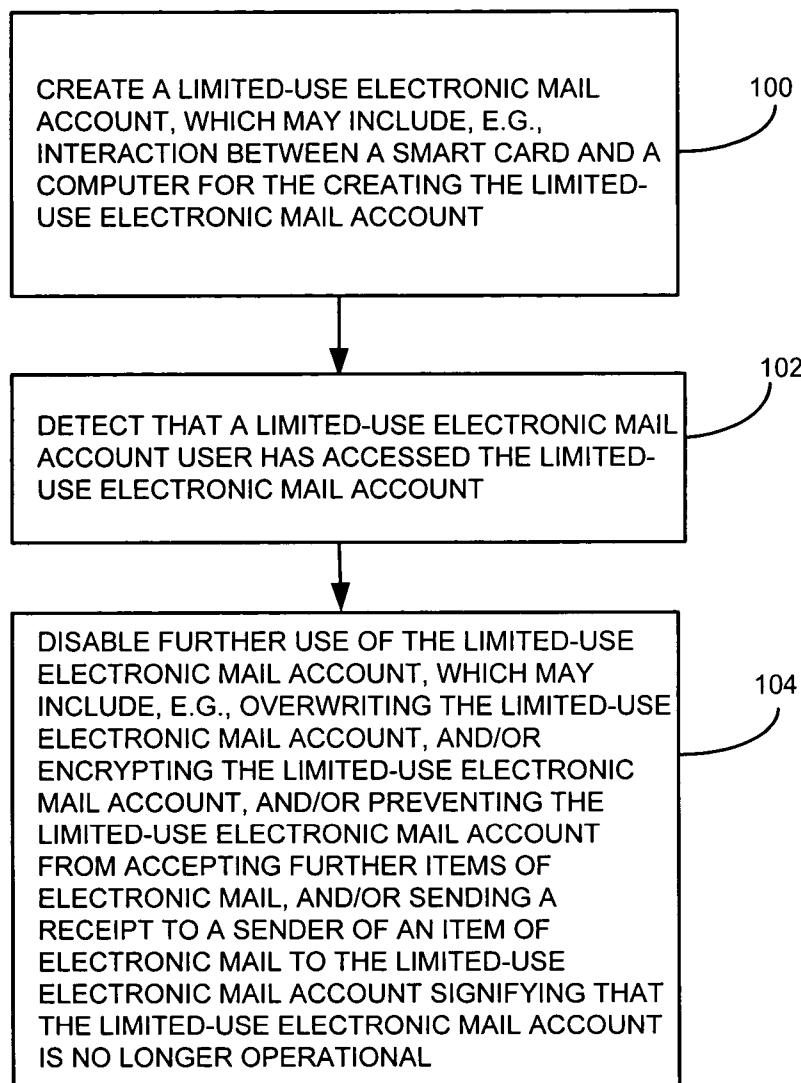 CREATE A LIMITED-USE ELECTRONIC MAIL
ACCOUNT, WHICH MAY INCLUDE, E.G.,
INTERACTION BETWEEN A SMART CARD AND A
COMPUTER FOR THE CREATING THE LIMITED-
USE ELECTRONIC MAIL ACCOUNT
100
DETECT THAT A LIMITED-USE ELECTRONIC MAIL
ACCOUNT USER HAS ACCESSED THE LIMITED-
USE ELECTRONIC MAIL ACCOUNT
102
DISABLE FURTHER USE OF THE LIMITED-USE
ELECTRONIC MAIL ACCOUNT, WHICH MAY
INCLUDE, E.G., OVERWRITING THE LIMITED-USE
ELECTRONIC MAIL ACCOUNT, AND/OR
ENCRYPTING THE LIMITED-USE ELECTRONIC
MAIL ACCOUNT, AND/OR PREVENTING THE
LIMITED-USE ELECTRONIC MAIL ACCOUNT
FROM ACCEPTING FURTHER ITEMS OF
ELECTRONIC MAIL, AND/OR SENDING A
RECEIPT TO A SENDER OF AN ITEM OF
ELECTRONIC MAIL TO THE LIMITED-USE
ELECTRONIC MAIL ACCOUNT SIGNIFYING THAT
THE LIMITED-USE ELECTRONIC MAIL ACCOUNT
IS NO LONGER OPERATIONAL
104